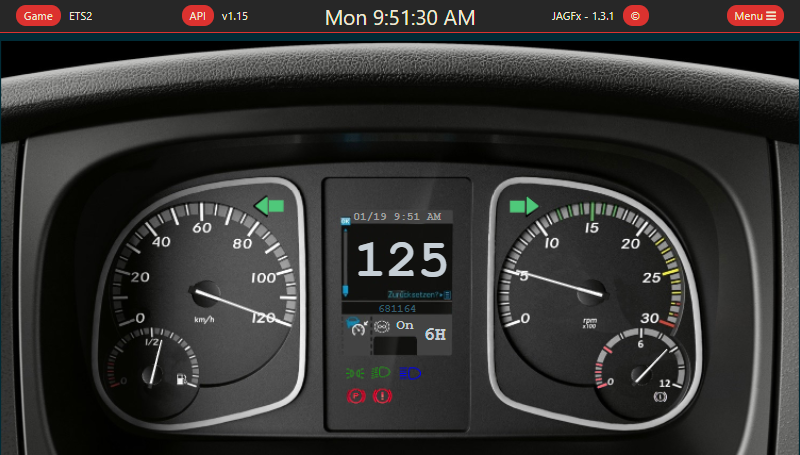 Game ETS2 API v1.15 Mon 9:51:30 AM JAGFx - 1.3.1 © Menu
OK 01/19 9:51 AM
125
Zurücksetzen?
681164
On
6H
P
0 20 40 60 80 100 120
km/h
0 1/2
0 5 10 15 20 25 30
rpm
x100
0 6 12